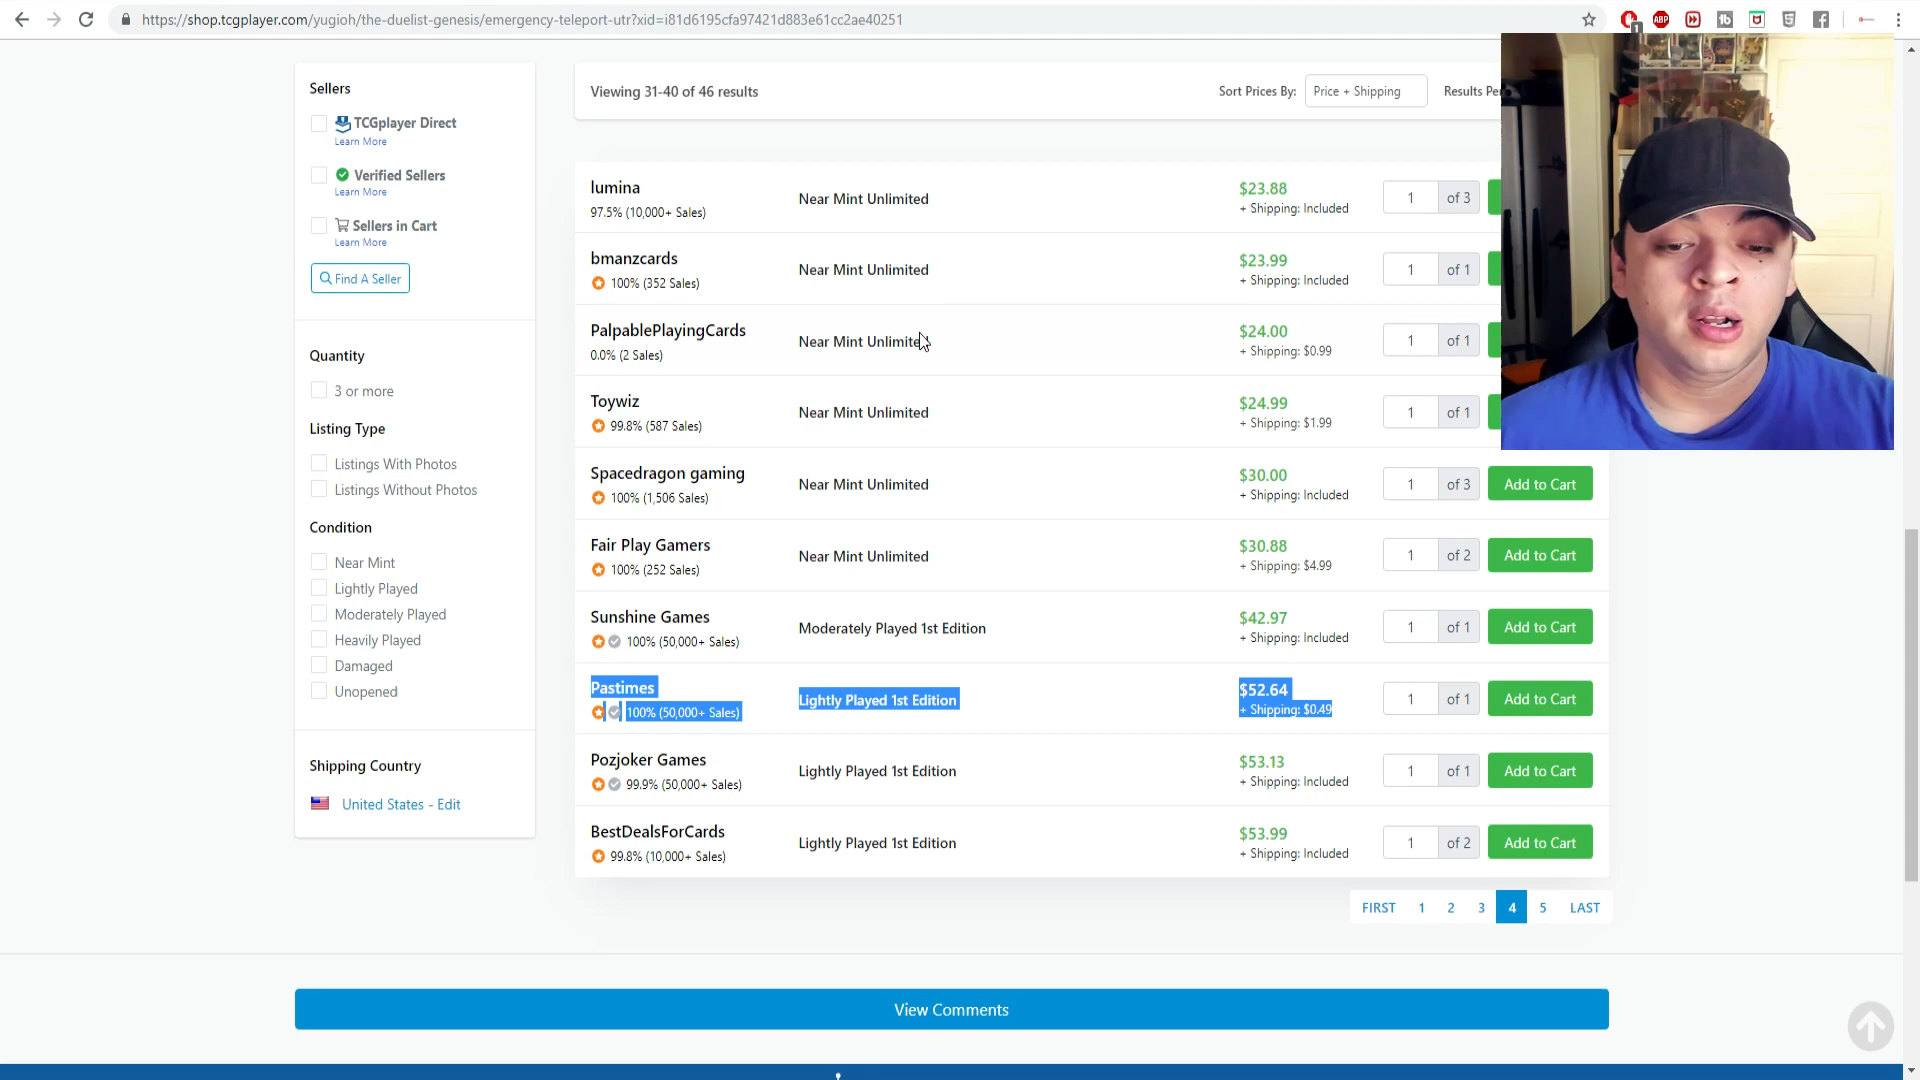 https://shop.tcgplayer.com/yugioh/the-duelist-genesis/emergency-teleport-utr?xid=i81d6195cfa97421d883e61cc2ae40251
1
ABP
Sellers
TCGplayer Direct
Learn More
Verified Sellers
Learn More
Sellers in Cart
Learn More
Find A Seller
Quantity
3 or more
Listing Type
Listings With Photos
Listings Without Photos
Condition
Near Mint
Lightly Played
Moderately Played
Heavily Played
Damaged
Unopened
Shipping Country
United States - Edit
Viewing 31-40 of 46 results
Sort Prices By: Price + Shipping Results Per
lumina
97.5% (10,000+ Sales)
Near Mint Unlimited
$23.88
+ Shipping: Included
1 of 3
bmanzcards
100% (352 Sales)
Near Mint Unlimited
$23.99
+ Shipping: Included
1 of 1
PalpablePlayingCards
0.0% (2 Sales)
Near Mint Unlimited
$24.00
+ Shipping: $0.99
1 of 1
Toywiz
99.8% (587 Sales)
Near Mint Unlimited
$24.99
+ Shipping: $1.99
1 of 1
Spacedragon gaming
100% (1,506 Sales)
Near Mint Unlimited
$30.00
+ Shipping: Included
1 of 3 Add to Cart
Fair Play Gamers
100% (252 Sales)
Near Mint Unlimited
$30.88
+ Shipping: $4.99
1 of 2 Add to Cart
Sunshine Games
100% (50,000+ Sales)
Moderately Played 1st Edition
$42.97
+ Shipping: Included
1 of 1 Add to Cart
Pastimes
100% (50,000+ Sales)
Lightly Played 1st Edition
$52.64
+ Shipping: $0.49
1 of 1 Add to Cart
Pozjoker Games
99.9% (50,000+ Sales)
Lightly Played 1st Edition
$53.13
+ Shipping: Included
1 of 1 Add to Cart
BestDealsForCards
99.8% (10,000+ Sales)
Lightly Played 1st Edition
$53.99
+ Shipping: Included
1 of 2 Add to Cart
FIRST 1 2 3 4 5 LAST
View Comments